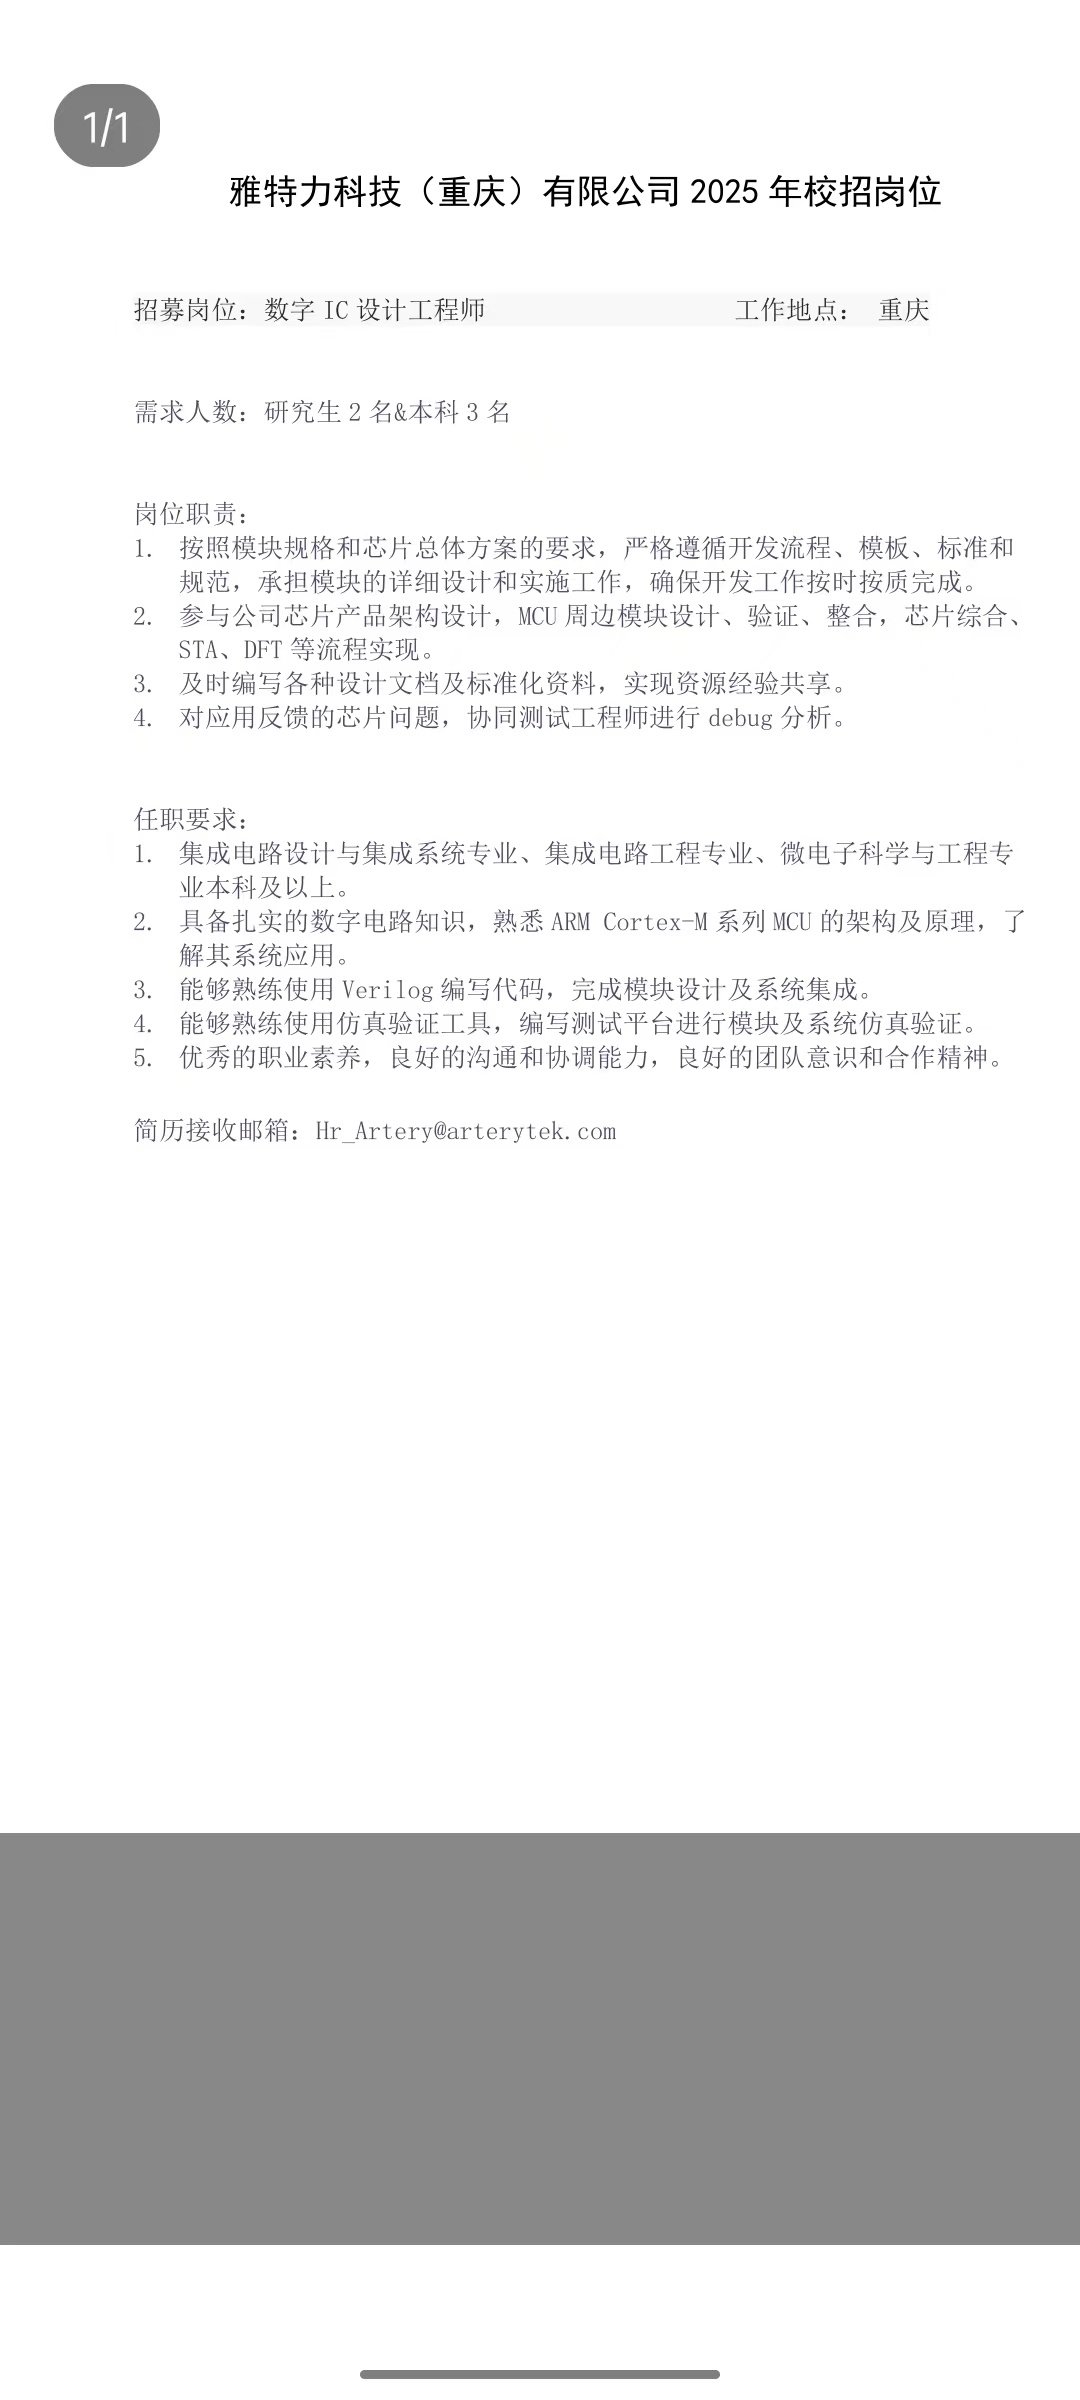 1/1
雅特力科技（重庆）有限公司 2025 年校招岗位
招募岗位：数字 IC 设计工程师 工作地点： 重庆
需求人数：研究生 2 名&本科 3 名
岗位职责：
1. 按照模块规格和芯片总体方案的要求，严格遵循开发流程、模板、标准和
规范，承担模块的详细设计和实施工作，确保开发工作按时按质完成。
2. 参与公司芯片产品架构设计，MCU 周边模块设计、验证、整合，芯片综合、
STA、DFT 等流程实现。
3. 及时编写各种设计文档及标准化资料，实现资源经验共享。
4. 对应用反馈的芯片问题，协同测试工程师进行 debug 分析。
任职要求：
1. 集成电路设计与集成系统专业、集成电路工程专业、微电子科学与工程专
业本科及以上。
2. 具备扎实的数字电路知识，熟悉 ARM Cortex-M 系列 MCU 的架构及原理，了
解其系统应用。
3. 能够熟练使用 Verilog 编写代码，完成模块设计及系统集成。
4. 能够熟练使用仿真验证工具，编写测试平台进行模块及系统仿真验证。
5. 优秀的职业素养，良好的沟通和协调能力，良好的团队意识和合作精神。
简历接收邮箱：Hr_Artery@arterytek.com